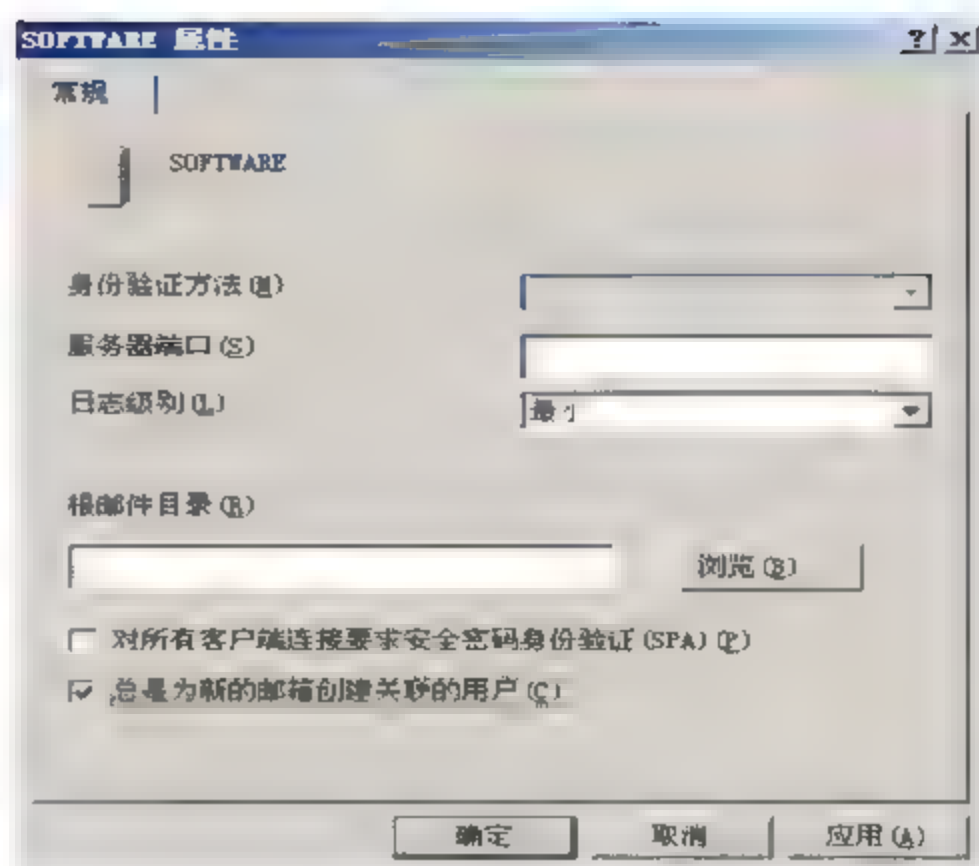 SOFTWARE 属性
常规
SOFTWARE
身份验证方法(M)
服务器端口(S)
日志级别(L)
最小
根邮件目录(R)
浏览(B)
对所有客户端连接要求安全密码身份验证(SPA)(P)
总是为新的邮箱创建关联的用户(C)
确定 取消 应用(A)